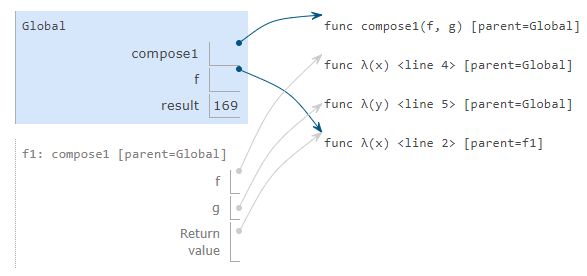 Global
compose1
f
result 169
f1: compose1 [parent=Global]
f
g
Return
value
func compose1(f, g) [parent=Global]
func λ(x) <line 4> [parent=Global]
func λ(y) <line 5> [parent=Global]
func λ(x) <line 2> [parent=f1]